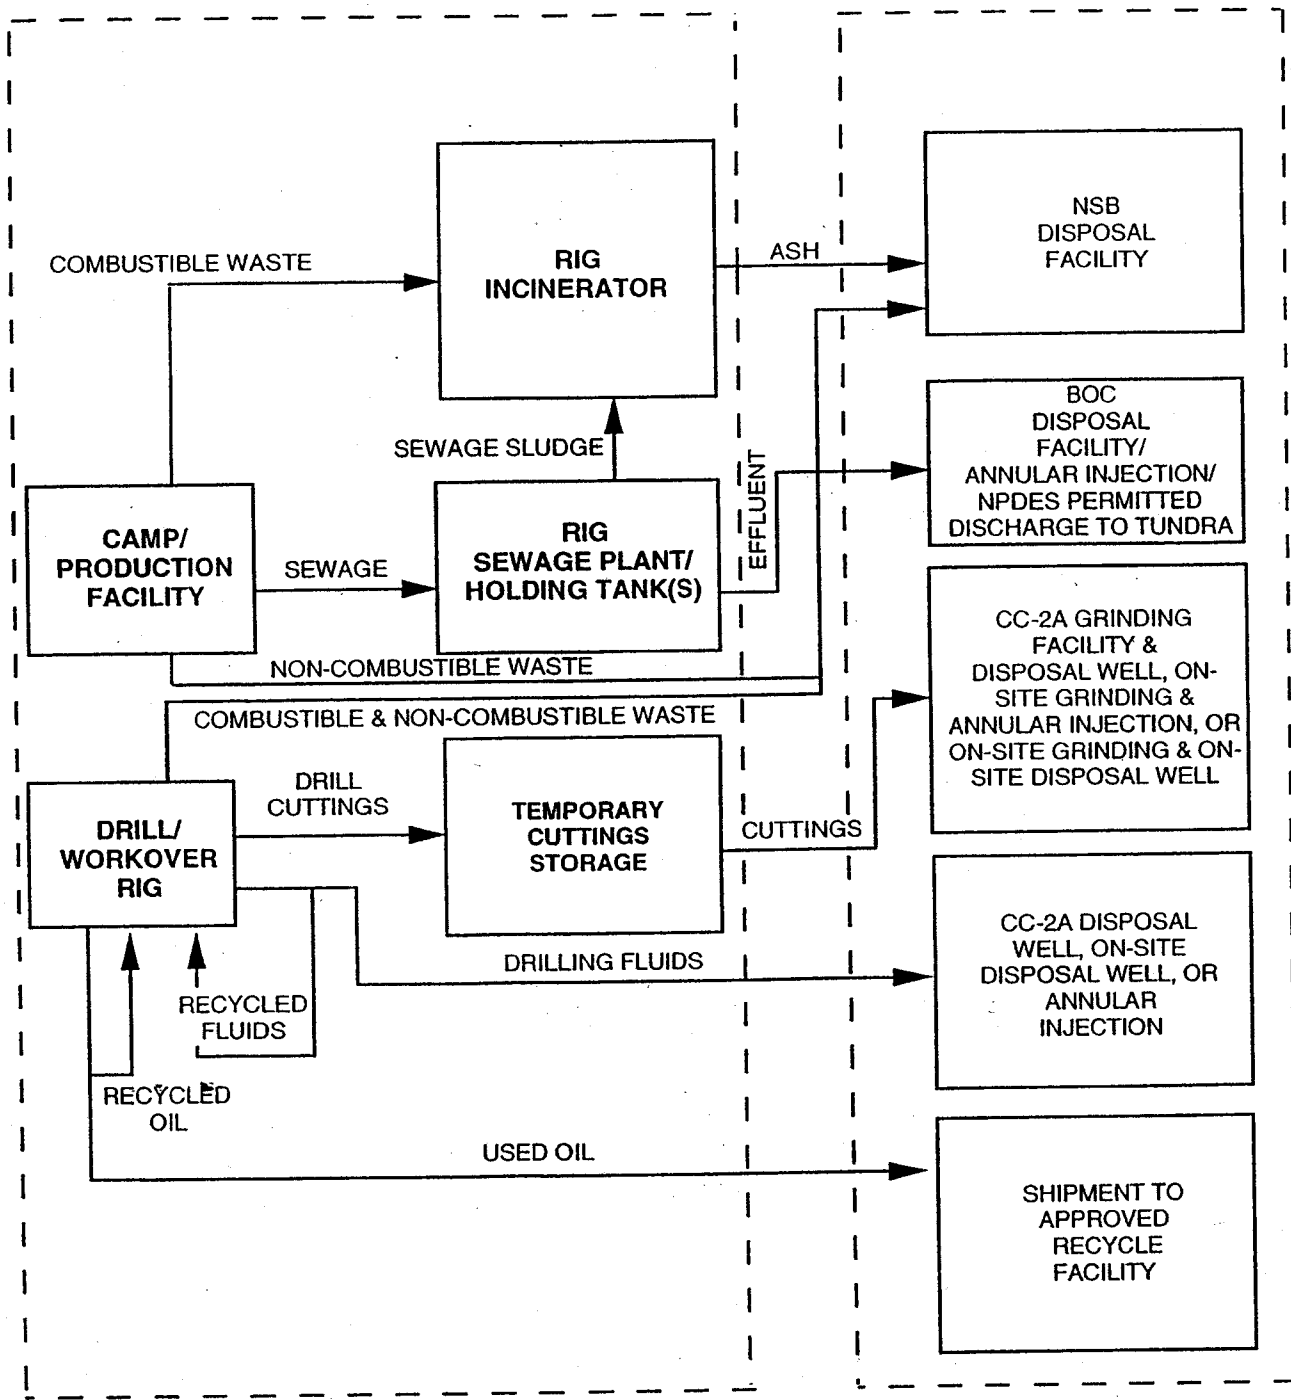 NSB
DISPOSAL
FACILITY
COMBUSTIBLE WASTE
RIG
INCINERATOR
ASH
BOC
DISPOSAL
FACILITY/
ANNULAR INJECTION/
NPDES PERMITTED
DISCHARGE TO TUNDRA
SEWAGE SLUDGE
EFFLUENT
CAMP/
PRODUCTION
FACILITY
SEWAGE
RIG
SEWAGE PLANT/
HOLDING TANK(S)
CC-2A GRINDING
FACILITY &
DISPOSAL WELL, ON-
SITE GRINDING &
ANNULAR INJECTION, OR
ON-SITE GRINDING & ON-
SITE DISPOSAL WELL
NON-COMBUSTIBLE WASTE
COMBUSTIBLE & NON-COMBUSTIBLE WASTE
DRILL
CUTTINGS
DRILL/
WORKOVER
RIG
TEMPORARY
CUTTINGS
STORAGE
CUTTINGS
DRILLING FLUIDS
CC-2A DISPOSAL
WELL, ON-SITE
DISPOSAL WELL, OR
ANNULAR
INJECTION
RECYCLED
FLUIDS
RECYCLED
OIL
USED OIL
SHIPMENT TO
APPROVED
RECYCLE
FACILITY